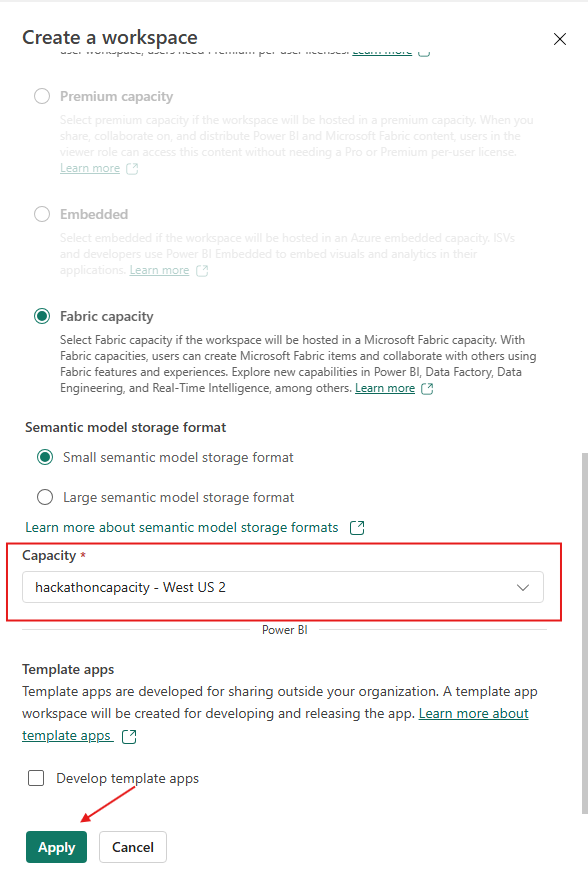 Create a workspace
user workspace, users need Premium per-user licenses. Learn more
Premium capacity
Select premium capacity if the workspace will be hosted in a premium capacity. When you
share, collaborate on, and distribute Power BI and Microsoft Fabric content, users in the
viewer role can access this content without needing a Pro or Premium per-user license.
Learn more
Embedded
Select embedded if the workspace will be hosted in an Azure embedded capacity. ISVs
and developers use Power BI Embedded to embed visuals and analytics in their
applications. Learn more
Fabric capacity
Select Fabric capacity if the workspace will be hosted in a Microsoft Fabric capacity. With
Fabric capacities, users can create Microsoft Fabric items and collaborate with others using
Fabric features and experiences. Explore new capabilities in Power BI, Data Factory, Data
Engineering, and Real-Time Intelligence, among others. Learn more
Semantic model storage format
Small semantic model storage format
Large semantic model storage format
Learn more about semantic model storage formats
Capacity *
hackathoncapacity - West US 2
Power BI
Template apps
Template apps are developed for sharing outside your organization. A template app
workspace will be created for developing and releasing the app. Learn more about
template apps
Develop template apps
Apply
Cancel